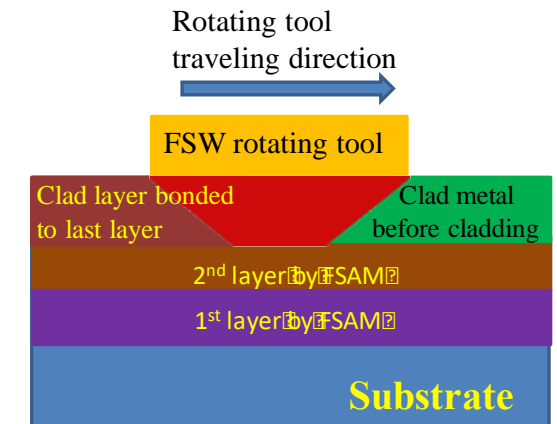 Rotating tool
traveling direction
FSW rotating tool
Clad layer bonded
to last layer
Clad metal
before cladding
2nd layer by FSAM
1st layer by FSAM
Substrate